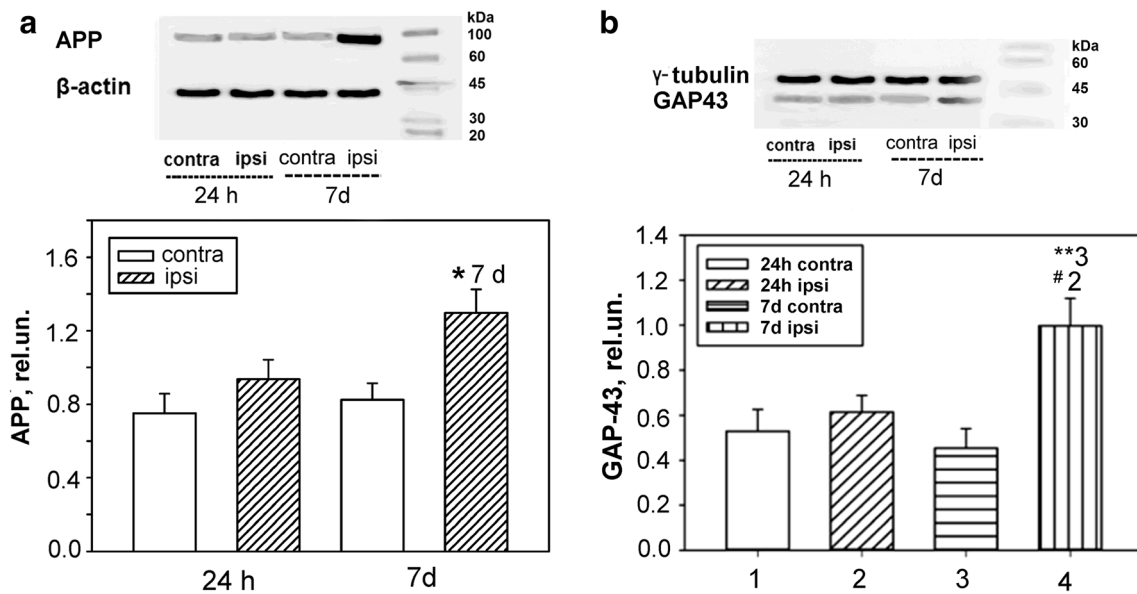 a
kDa
APP
100
60
β-actin
45
30
20
contra ipsi contra ipsi
24 h 7d
APP, rel.un.
1.6
1.2
0.8
0.4
0.0
contra
ipsi
* 7 d
24 h 7d
b
kDa
60
γ-tubulin
45
GAP43
30
contra ipsi contra ipsi
24 h 7d
GAP-43, rel.un.
1.4
1.2
1.0
0.8
0.6
0.4
0.2
0.0
24h contra
24h ipsi
7d contra
7d ipsi
**3
#2
1 2 3 4